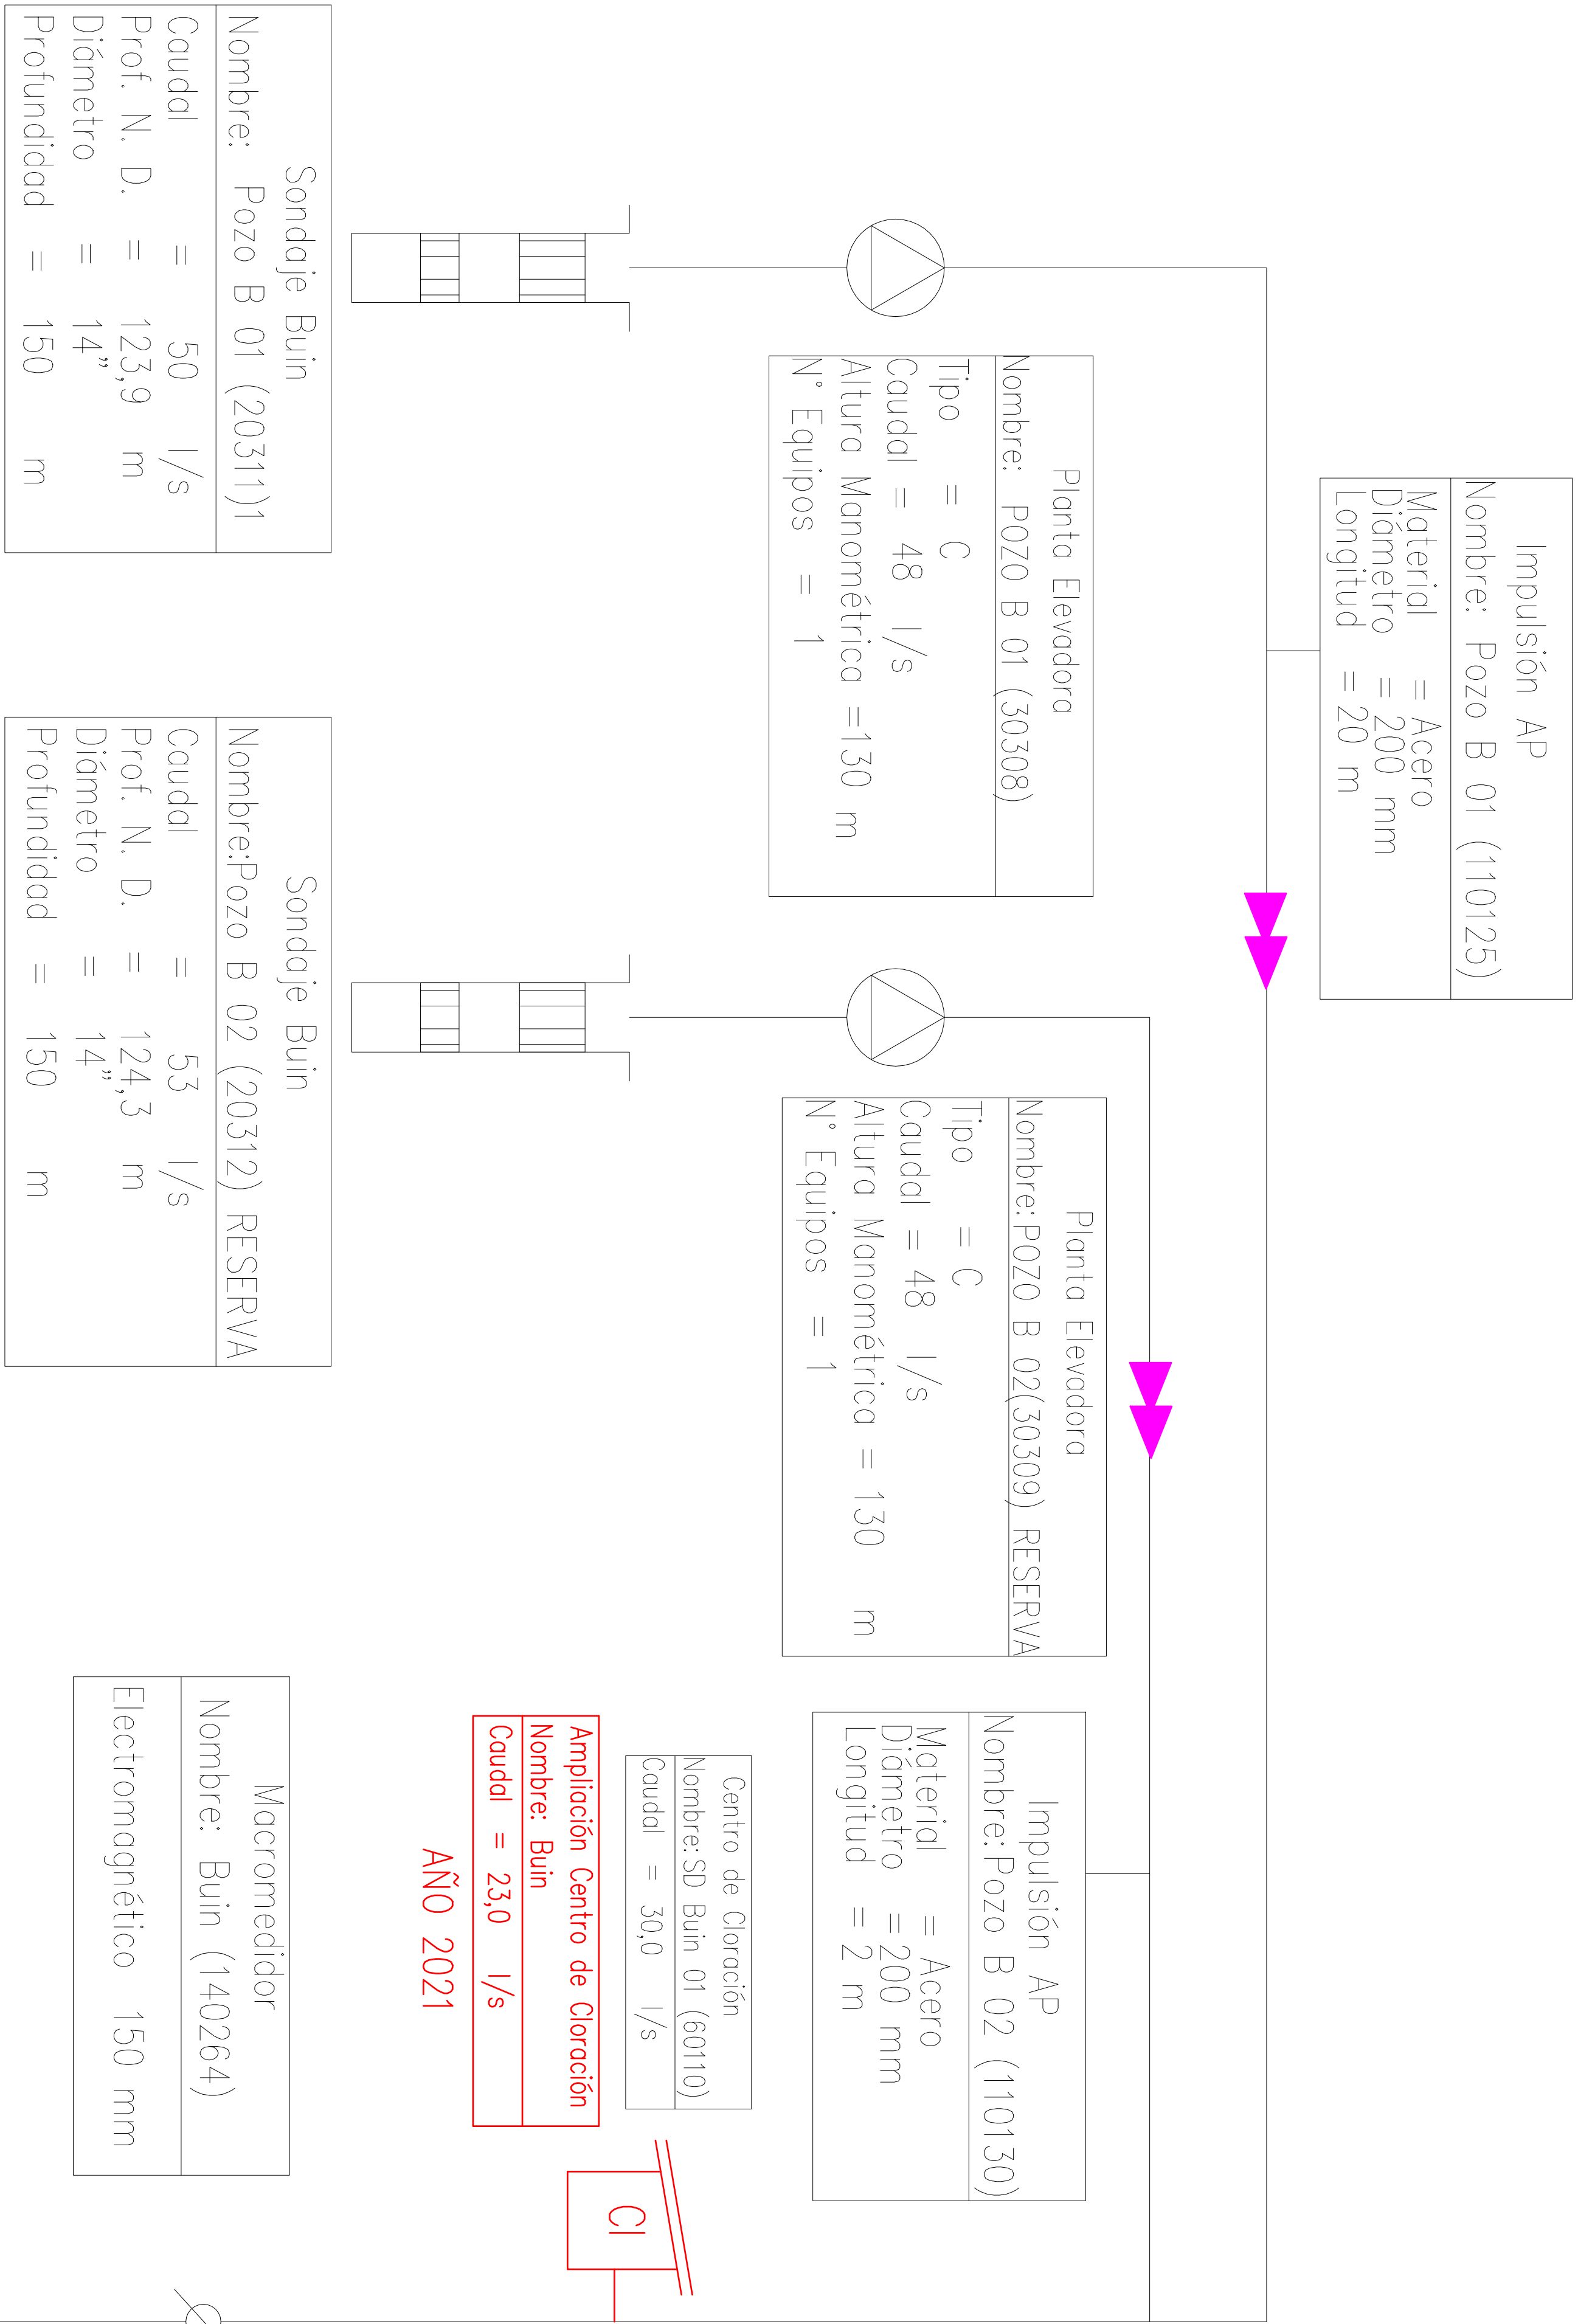 Impulsión AP
Nombre: Pozo B 01 (110125)
Material = Acero
Diámetro = 200 mm
Longitud = 20 m
Planta Elevadora
Nombre: POZO B 01 (30308)
Tipo = C
Caudal = 48 l/s
Altura Manométrica =130 m
N° Equipos = 1
Sondaje Buin
Nombre: Pozo B 01 (20311)1
Caudal = 50 l/s
Prof. N. D. = 123,9 m
Diámetro = 14”
Profundidad = 150 m
Planta Elevadora
Nombre:POZO B 02(30309) RESERVA
Tipo = C
Caudal = 48 l/s
Altura Manométrica = 130 m
N° Equipos = 1
Sondaje Buin
Nombre:Pozo B 02 (20312) RESERVA
Caudal = 53 l/s
Prof. N. D. = 124,3 m
Diámetro = 14”
Profundidad = 150 m
Impulsión AP
Nombre:Pozo B 02 (110130)
Material = Acero
Diámetro =200 mm
Longitud = 2 m
Centro de Cloración
Nombre:SD Buin 01 (60110)
Caudal = 30,0 l/s
Ampliación Centro de Cloración
Nombre: Buin
Caudal = 23,0 l/s
AÑO 2021
Cl
Macromedidor
Nombre: Buin (140264)
Electromagnético 150 mm